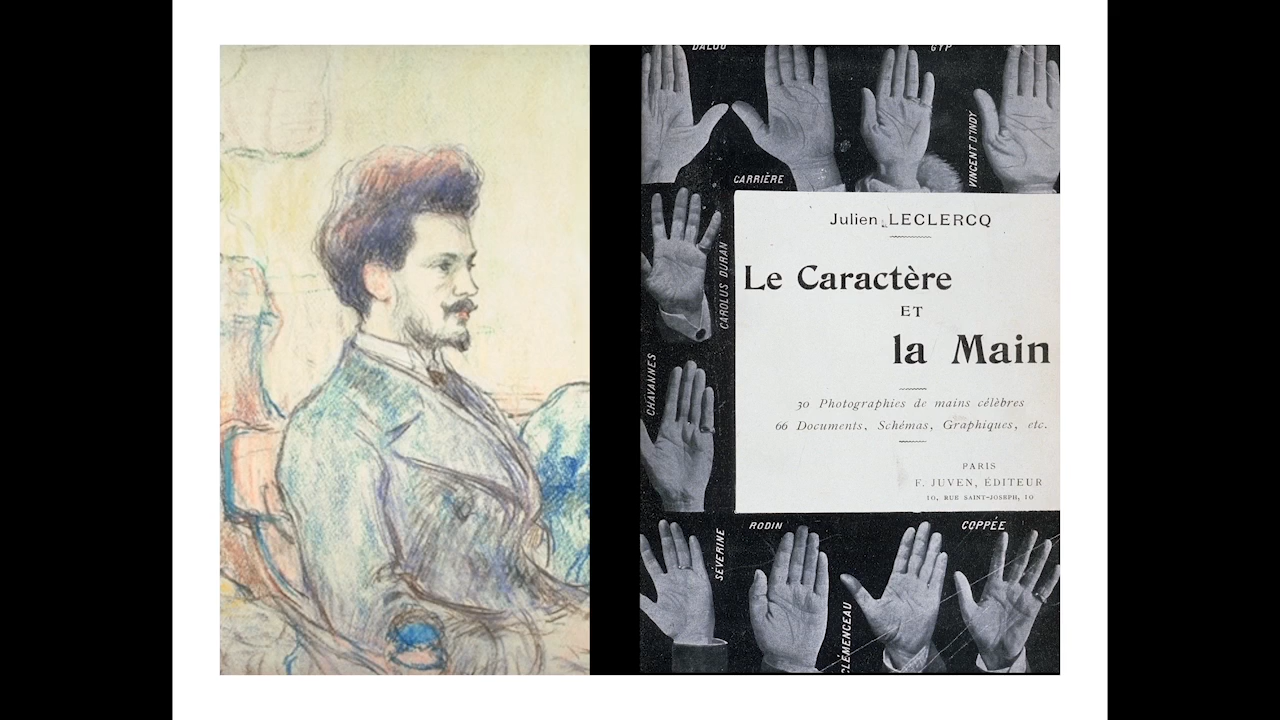 DALOU
GYP
VINCENT D'INDY
CARRIÈRE
Julien LECLERCQ
CAROLUS DURAN
Le Caractère
ET
la Main
CHAVANNES
30 Photographies de mains célèbres
66 Documents, Schémas, Graphiques, etc.
PARIS
F. JUVEN, ÉDITEUR
10, RUE SAINT-JOSEPH, 10
SÉVERINE
RODIN
COPPÉE
CLÉMENCEAU